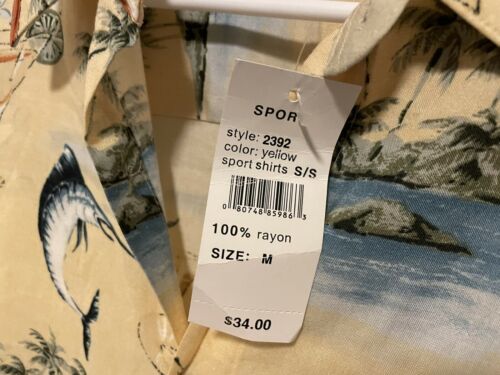 SPOR
style: 2392
color: yellow
sport shirts S/S
0 80748 85986 3
100% rayon
SIZE: M
$34.00